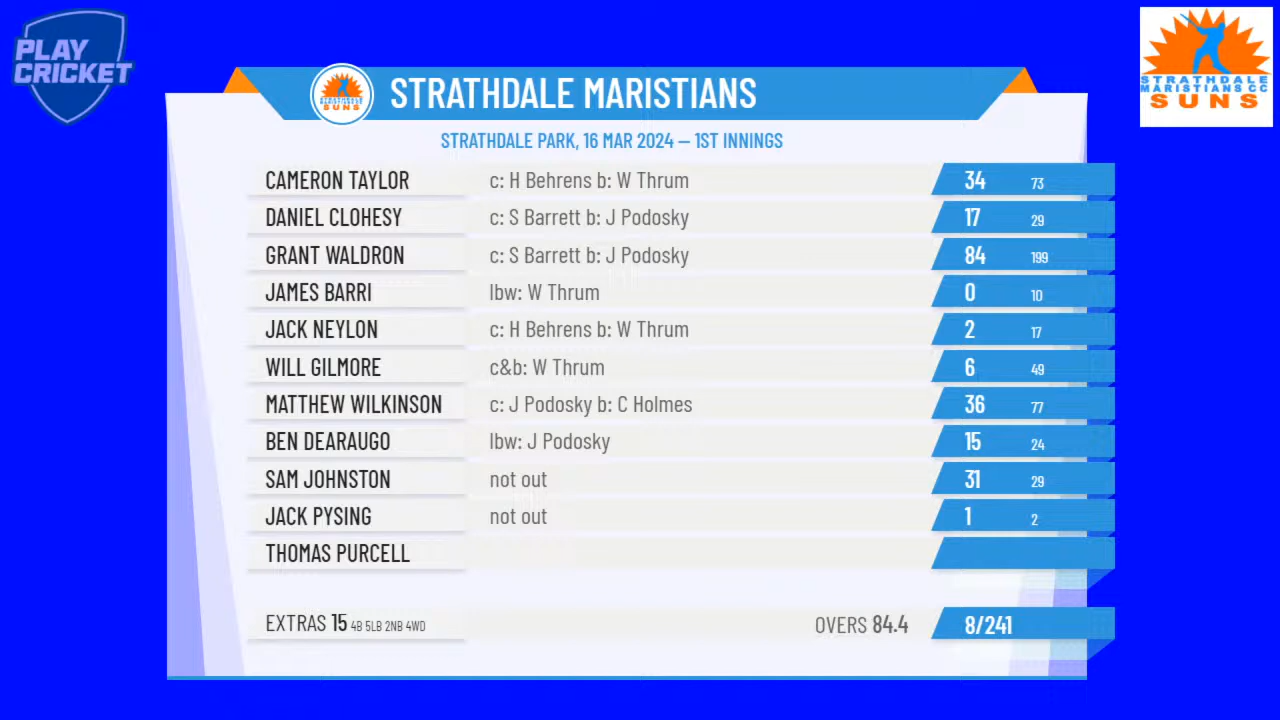 PLAY
CRICKET
STRATHDALE
MARISTIANS CC
SUNS
STRATHDALE MARISTIANS
STRATHDALE PARK, 16 MAR 2024 – 1ST INNINGS
CAMERON TAYLOR c: H Behrens b: W Thrum 34 73
DANIEL CLOHESY c: S Barrett b: J Podosky 17 29
GRANT WALDRON c: S Barrett b: J Podosky 84 199
JAMES BARRI lbw: W Thrum 0 10
JACK NEYLON c: H Behrens b: W Thrum 2 17
WILL GILMORE c&b: W Thrum 6 49
MATTHEW WILKINSON c: J Podosky b: C Holmes 36 77
BEN DEARAUGO lbw: J Podosky 15 24
SAM JOHNSTON not out 31 29
JACK PYSING not out 1 2
THOMAS PURCELL
EXTRAS 15 4B 5LB 2NB 4WD OVERS 84.4 8/241